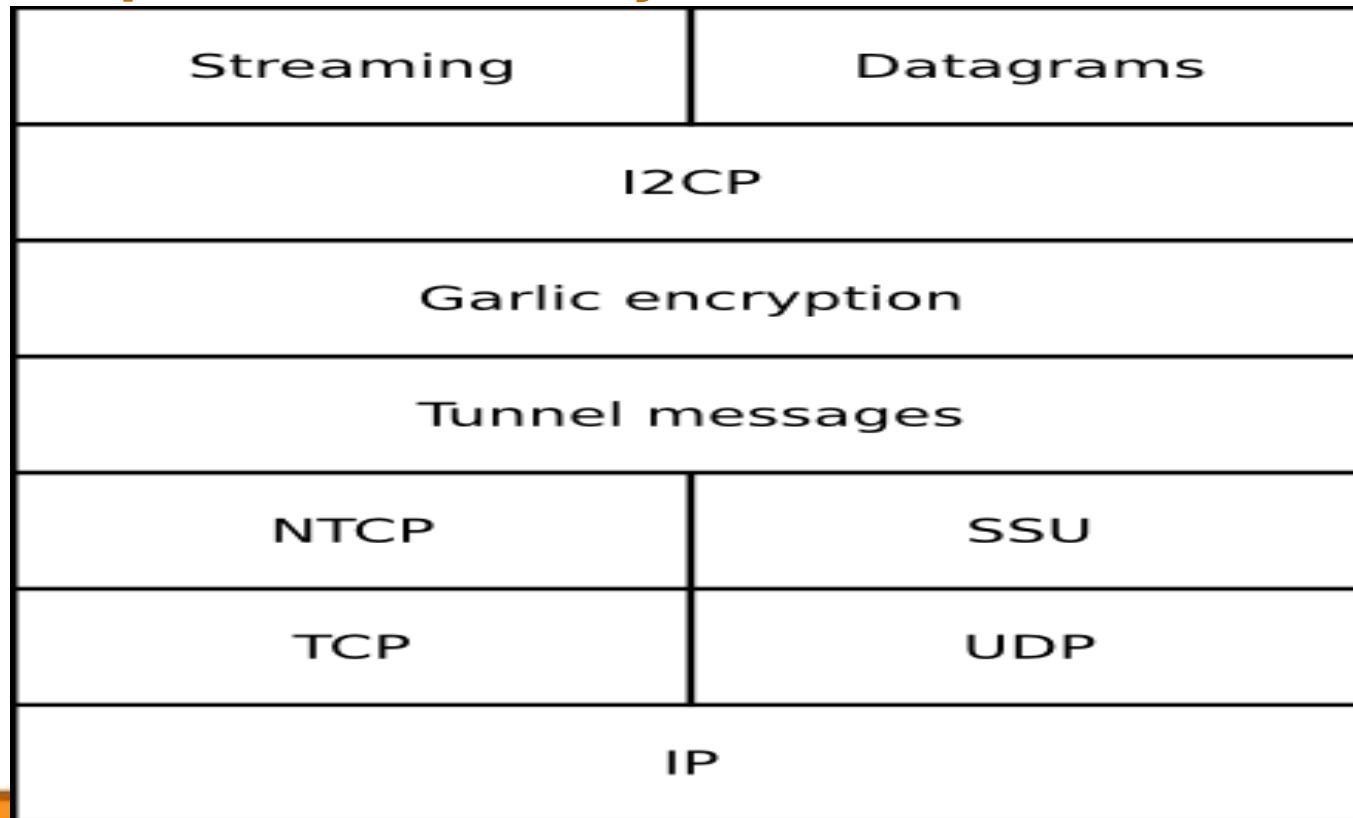 Streaming Datagrams
I2CP
Garlic encryption
Tunnel messages
NTCP SSU
TCP UDP
IP